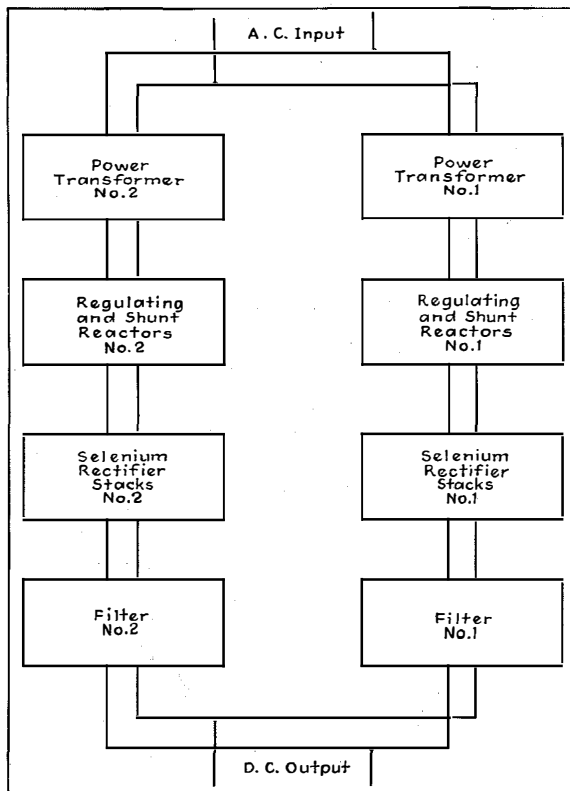 A.C. Input
Power
Transformer
No.2
Power
Transformer
No.1
Regulating
and Shunt
Reactors
No.2
Regulating
and Shunt
Reactors
No.1
Selenium
Rectifier
Stacks
No.2
Selenium
Rectifier
Stacks
No.1
Filter
No.2
Filter
No.1
D.C. Output